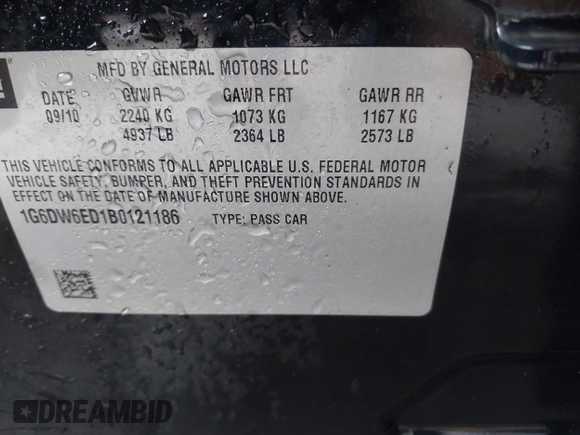 MFD BY GENERAL MOTORS LLC
DATE GVWR GAWR FRT GAWR RR
09/10 2240 KG 1073 KG 1167 KG
4937 LB 2364 LB 2573 LB
THIS VEHICLE CONFORMS TO ALL APPLICABLE U.S. FEDERAL MOTOR
VEHICLE SAFETY, BUMPER, AND THEFT PREVENTION STANDARDS IN
EFFECT ON THE DATE OF MANUFACTURE SHOWN ABOVE.
1G6DW6ED1B0121186 TYPE: PASS CAR
DREAMBID